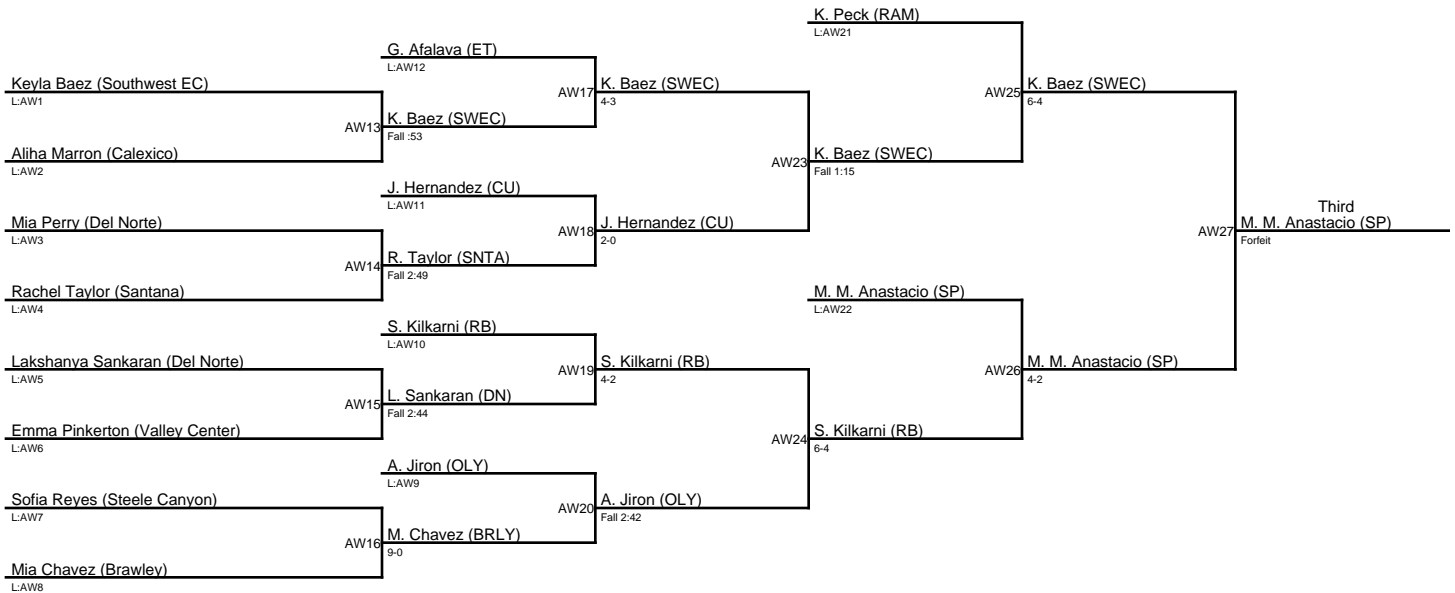 K. Peck (RAM)
L:AW21
G. Afalava (ET)
L:AW12
Keyla Baez (Southwest EC)
L:AW1
AW17
K. Baez (SWEC)
4-3
AW25
K. Baez (SWEC)
6-4
AW13
K. Baez (SWEC)
Fall :53
Aliha Marron (Calexico)
L:AW2
AW23
K. Baez (SWEC)
Fall 1:15
J. Hernandez (CU)
L:AW11
Mia Perry (Del Norte)
L:AW3
AW18
J. Hernandez (CU)
2-0
Third
AW27
M. M. Anastacio (SP)
Forfeit
AW14
R. Taylor (SNTA)
Fall 2:49
Rachel Taylor (Santana)
L:AW4
M. M. Anastacio (SP)
L:AW22
S. Kilkarni (RB)
L:AW10
Lakshanya Sankaran (Del Norte)
L:AW5
AW19
S. Kilkarni (RB)
4-2
AW26
M. M. Anastacio (SP)
4-2
AW15
L. Sankaran (DN)
Fall 2:44
Emma Pinkerton (Valley Center)
L:AW6
AW24
S. Kilkarni (RB)
6-4
A. Jiron (OLY)
L:AW9
Sofia Reyes (Steele Canyon)
L:AW7
AW20
A. Jiron (OLY)
Fall 2:42
AW16
M. Chavez (BRLY)
9-0
Mia Chavez (Brawley)
L:AW8